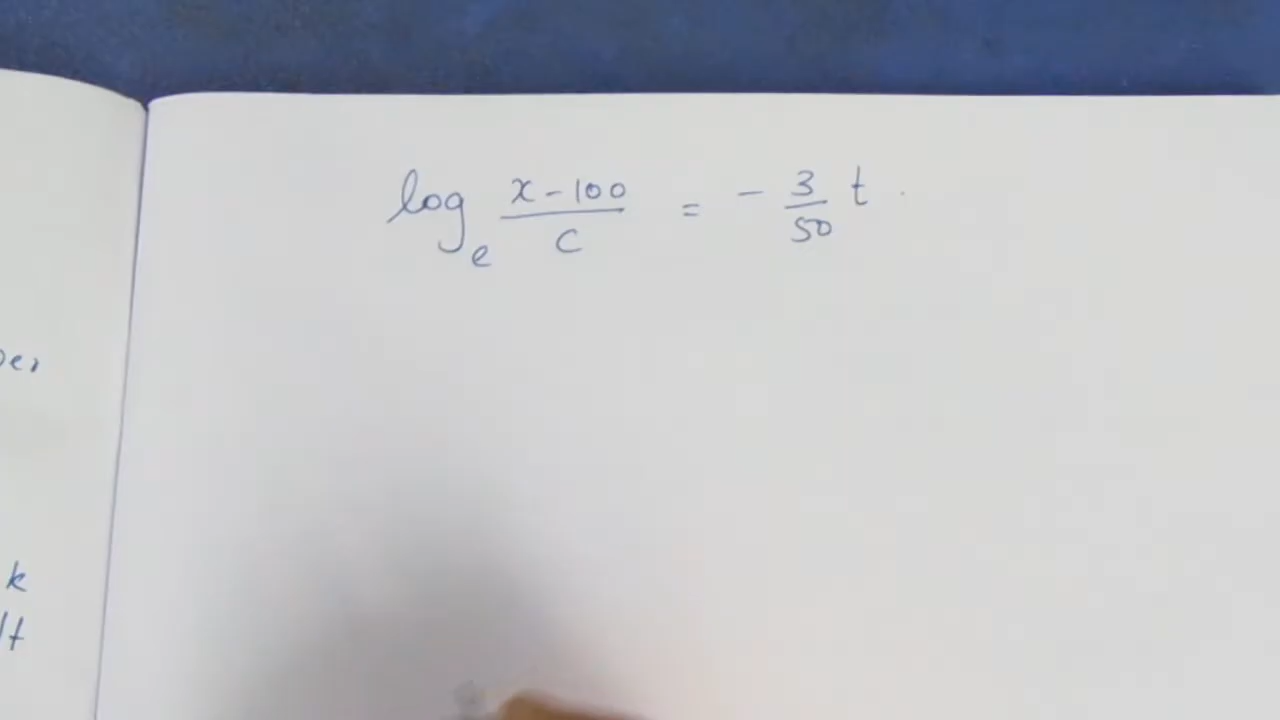 log_e (x-100)/c = - 3/50 t
k